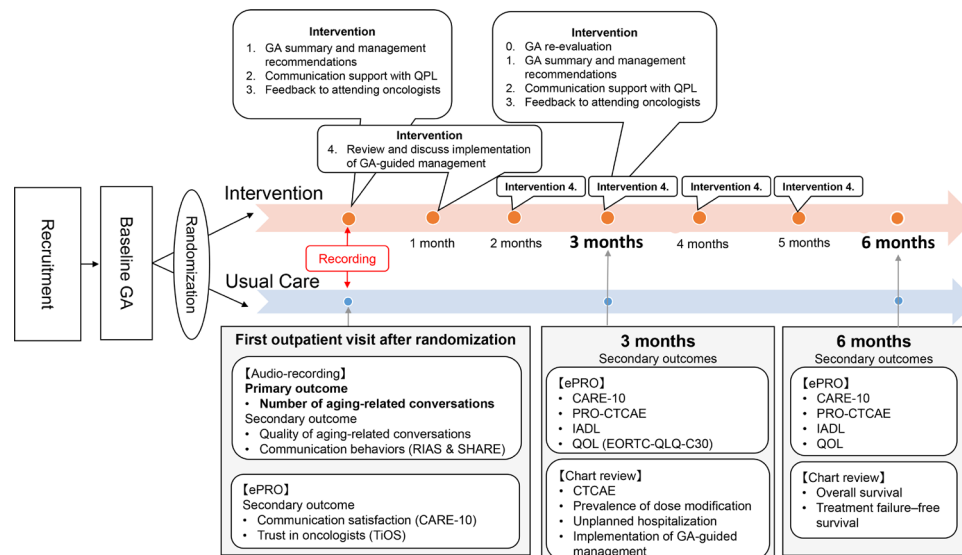 Intervention
1. GA summary and management
recommendations
2. Communication support with QPL
3. Feedback to attending oncologists
Intervention
0. GA re-evaluation
1. GA summary and management
recommendations
2. Communication support with QPL
3. Feedback to attending oncologists
Intervention
4. Review and discuss implementation
of GA-guided management
Intervention 4.
Intervention 4.
Intervention 4.
Intervention 4.
Recruitment
Baseline GA
Randomization
Intervention
1 month
2 months
3 months
4 months
5 months
6 months
Recording
Usual Care
First outpatient visit after randomization
【Audio-recording】
Primary outcome
• Number of aging-related conversations
Secondary outcome
• Quality of aging-related conversations
• Communication behaviors (RIAS & SHARE)
【ePRO】
Secondary outcome
• Communication satisfaction (CARE-10)
• Trust in oncologists (TiOS)
3 months
Secondary outcomes
【ePRO】
• CARE-10
• PRO-CTCAE
• IADL
• QOL (EORTC-QLQ-C30)
【Chart review】
• CTCAE
• Prevalence of dose modification
• Unplanned hospitalization
• Implementation of GA-guided
management
6 months
Secondary outcomes
【ePRO】
• CARE-10
• PRO-CTCAE
• IADL
• QOL
【Chart review】
• Overall survival
• Treatment failure–free
survival